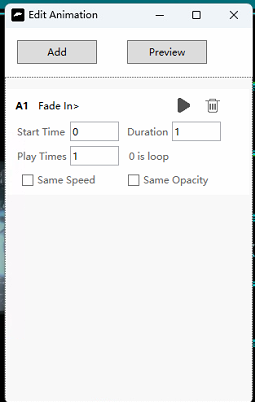 Edit Animation
Add Preview
A1 Fade In>
Start Time 0 Duration 1
Play Times 1 0 is loop
Same Speed Same Opacity